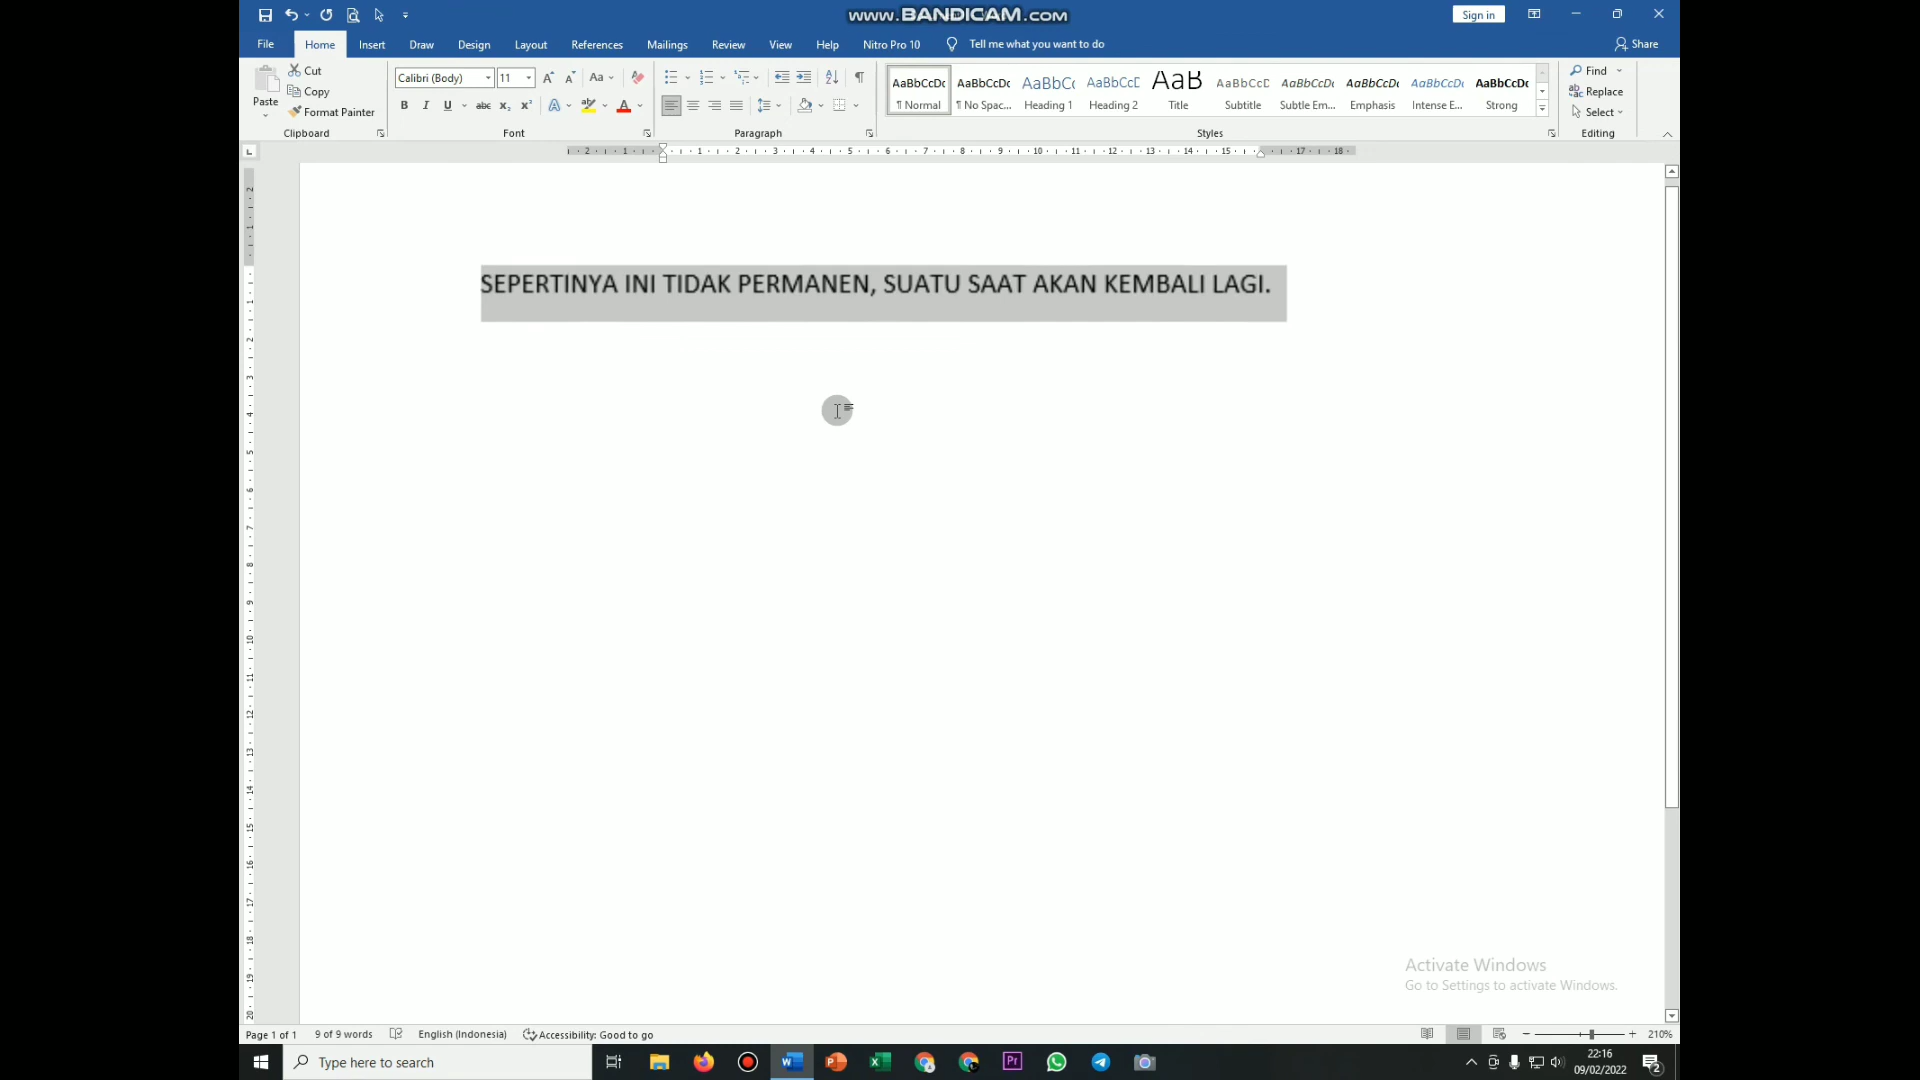 www.BANDICAM.com
Sign in
File Home Insert Draw Design Layout References Mailings Review View Help Nitro Pro 10 Tell me what you want to do Share
Paste
Cut
Copy
Format Painter
Clipboard
Calibri (Body) 11
Font
Paragraph
AaBbCcDc AaBbCcDc AaBbCc AaBbCcE AaB AaBbCcD AaBbCcDc AaBbCcDc AaBbCcDc AaBbCcDc
¶ Normal ¶ No Spac... Heading 1 Heading 2 Title Subtitle Subtle Em... Emphasis Intense E... Strong
Styles
Find
Replace
Select
Editing
SEPERTINYA INI TIDAK PERMANEN, SUATU SAAT AKAN KEMBALI LAGI.
Activate Windows
Go to Settings to activate Windows.
Page 1 of 1 9 of 9 words English (Indonesia) Accessibility: Good to go 210%
Type here to search
22:16
09/02/2022